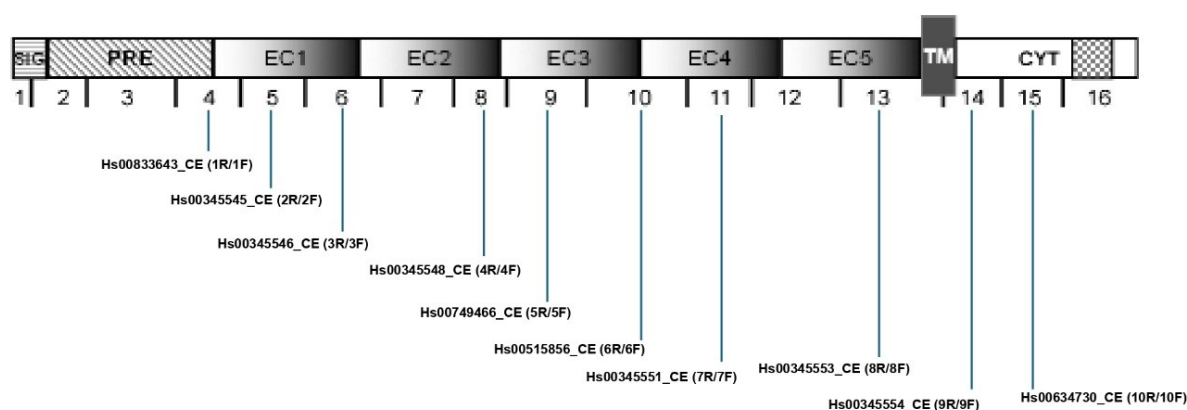 SIG PRE EC1 EC2 EC3 EC4 EC5 TM CYT
1 2 3 4 5 6 7 8 9 10 11 12 13 14 15 16
Hs00833643_CE (1R/1F)
Hs00345545_CE (2R/2F)
Hs00345546_CE (3R/3F)
Hs00345548_CE (4R/4F)
Hs00749466_CE (5R/5F)
Hs00515856_CE (6R/6F)
Hs00345551_CE (7R/7F)
Hs00345553_CE (8R/8F)
Hs00345554_CE (9R/9F)
Hs00634730_CE (10R/10F)